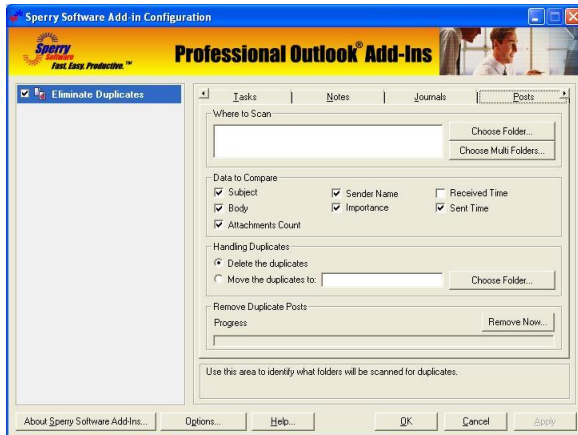 Sperry Software Add-in Configuration
Sperry
Software
Fast. Easy. Productive. ™
Professional Outlook® Add-Ins
Eliminate Duplicates
Tasks Notes Journals Posts
Where to Scan
Choose Folder...
Choose Multi Folders...
Data to Compare
Subject Sender Name Received Time
Body Importance Sent Time
Attachments Count
Handling Duplicates
Delete the duplicates
Move the duplicates to: Choose Folder...
Remove Duplicate Posts
Progress Remove Now...
Use this area to identify what folders will be scanned for duplicates.
About Sperry Software Add-Ins... Options... Help... OK Cancel Apply